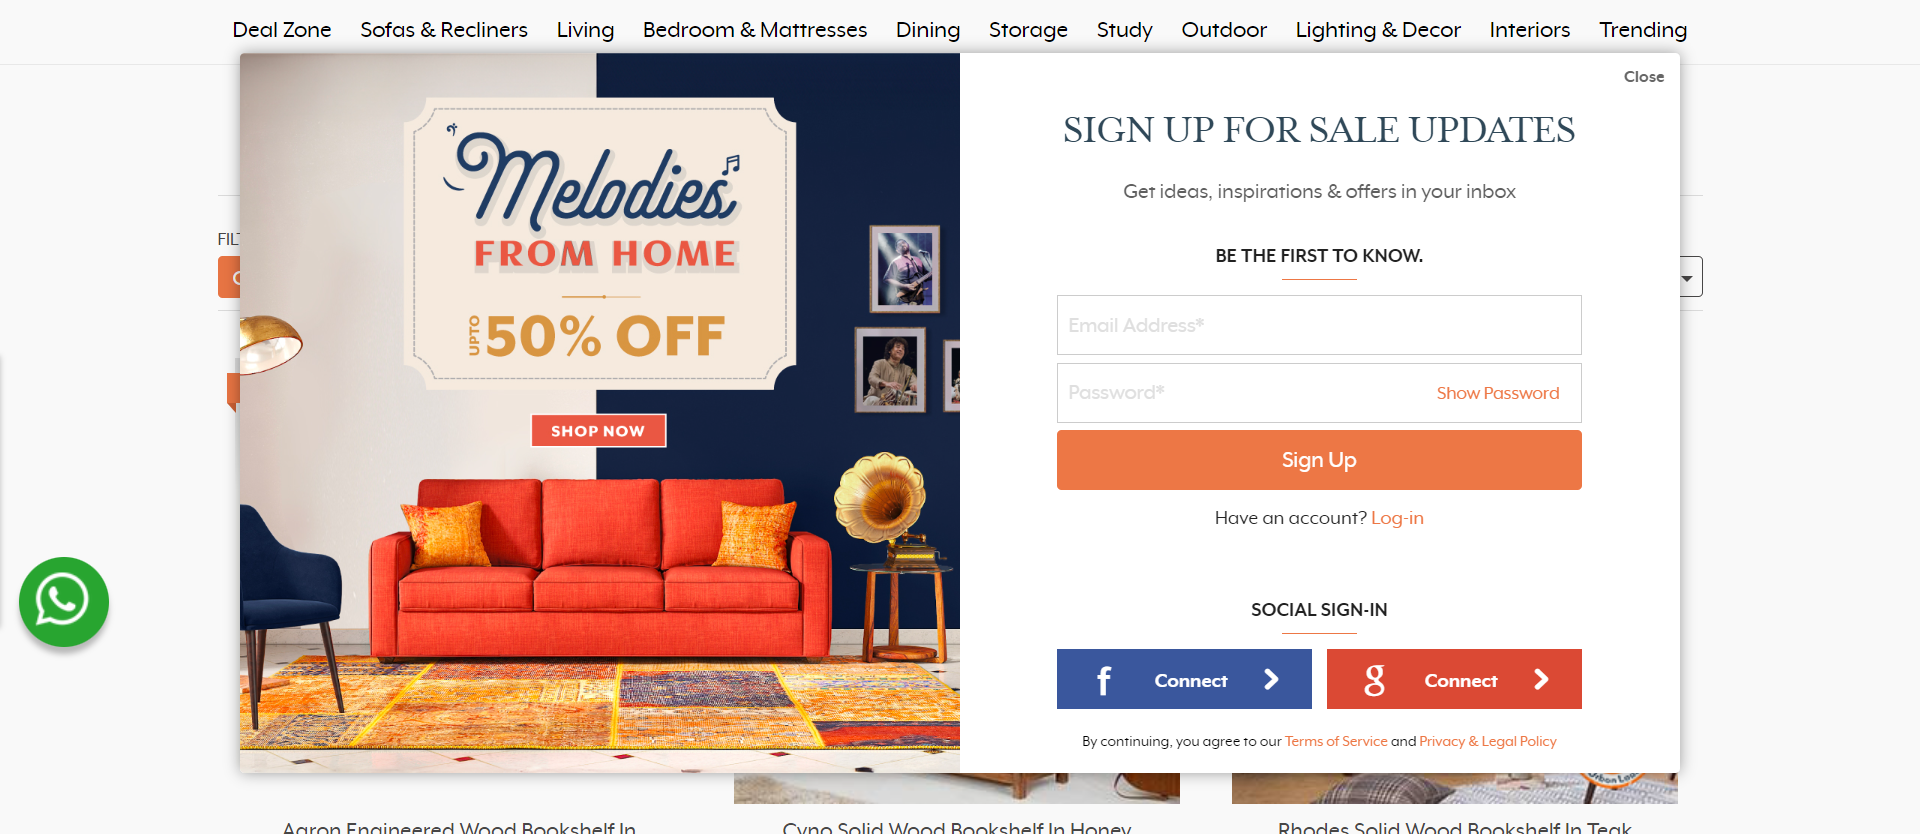 Deal Zone Sofas & Recliners Living Bedroom & Mattresses Dining Storage Study Outdoor Lighting & Decor Interiors Trending
Close
Melodies
FROM HOME
UPTO 50% OFF
SHOP NOW
SIGN UP FOR SALE UPDATES
Get ideas, inspirations & offers in your inbox
BE THE FIRST TO KNOW.
Email Address*
Password* Show Password
Sign Up
Have an account? Log-in
SOCIAL SIGN-IN
f Connect g Connect
By continuing, you agree to our Terms of Service and Privacy & Legal Policy
Aaron Engineered Wood Bookshelf In Cyno Solid Wood Bookshelf In Honey Rhodes Solid Wood Bookshelf In Teak